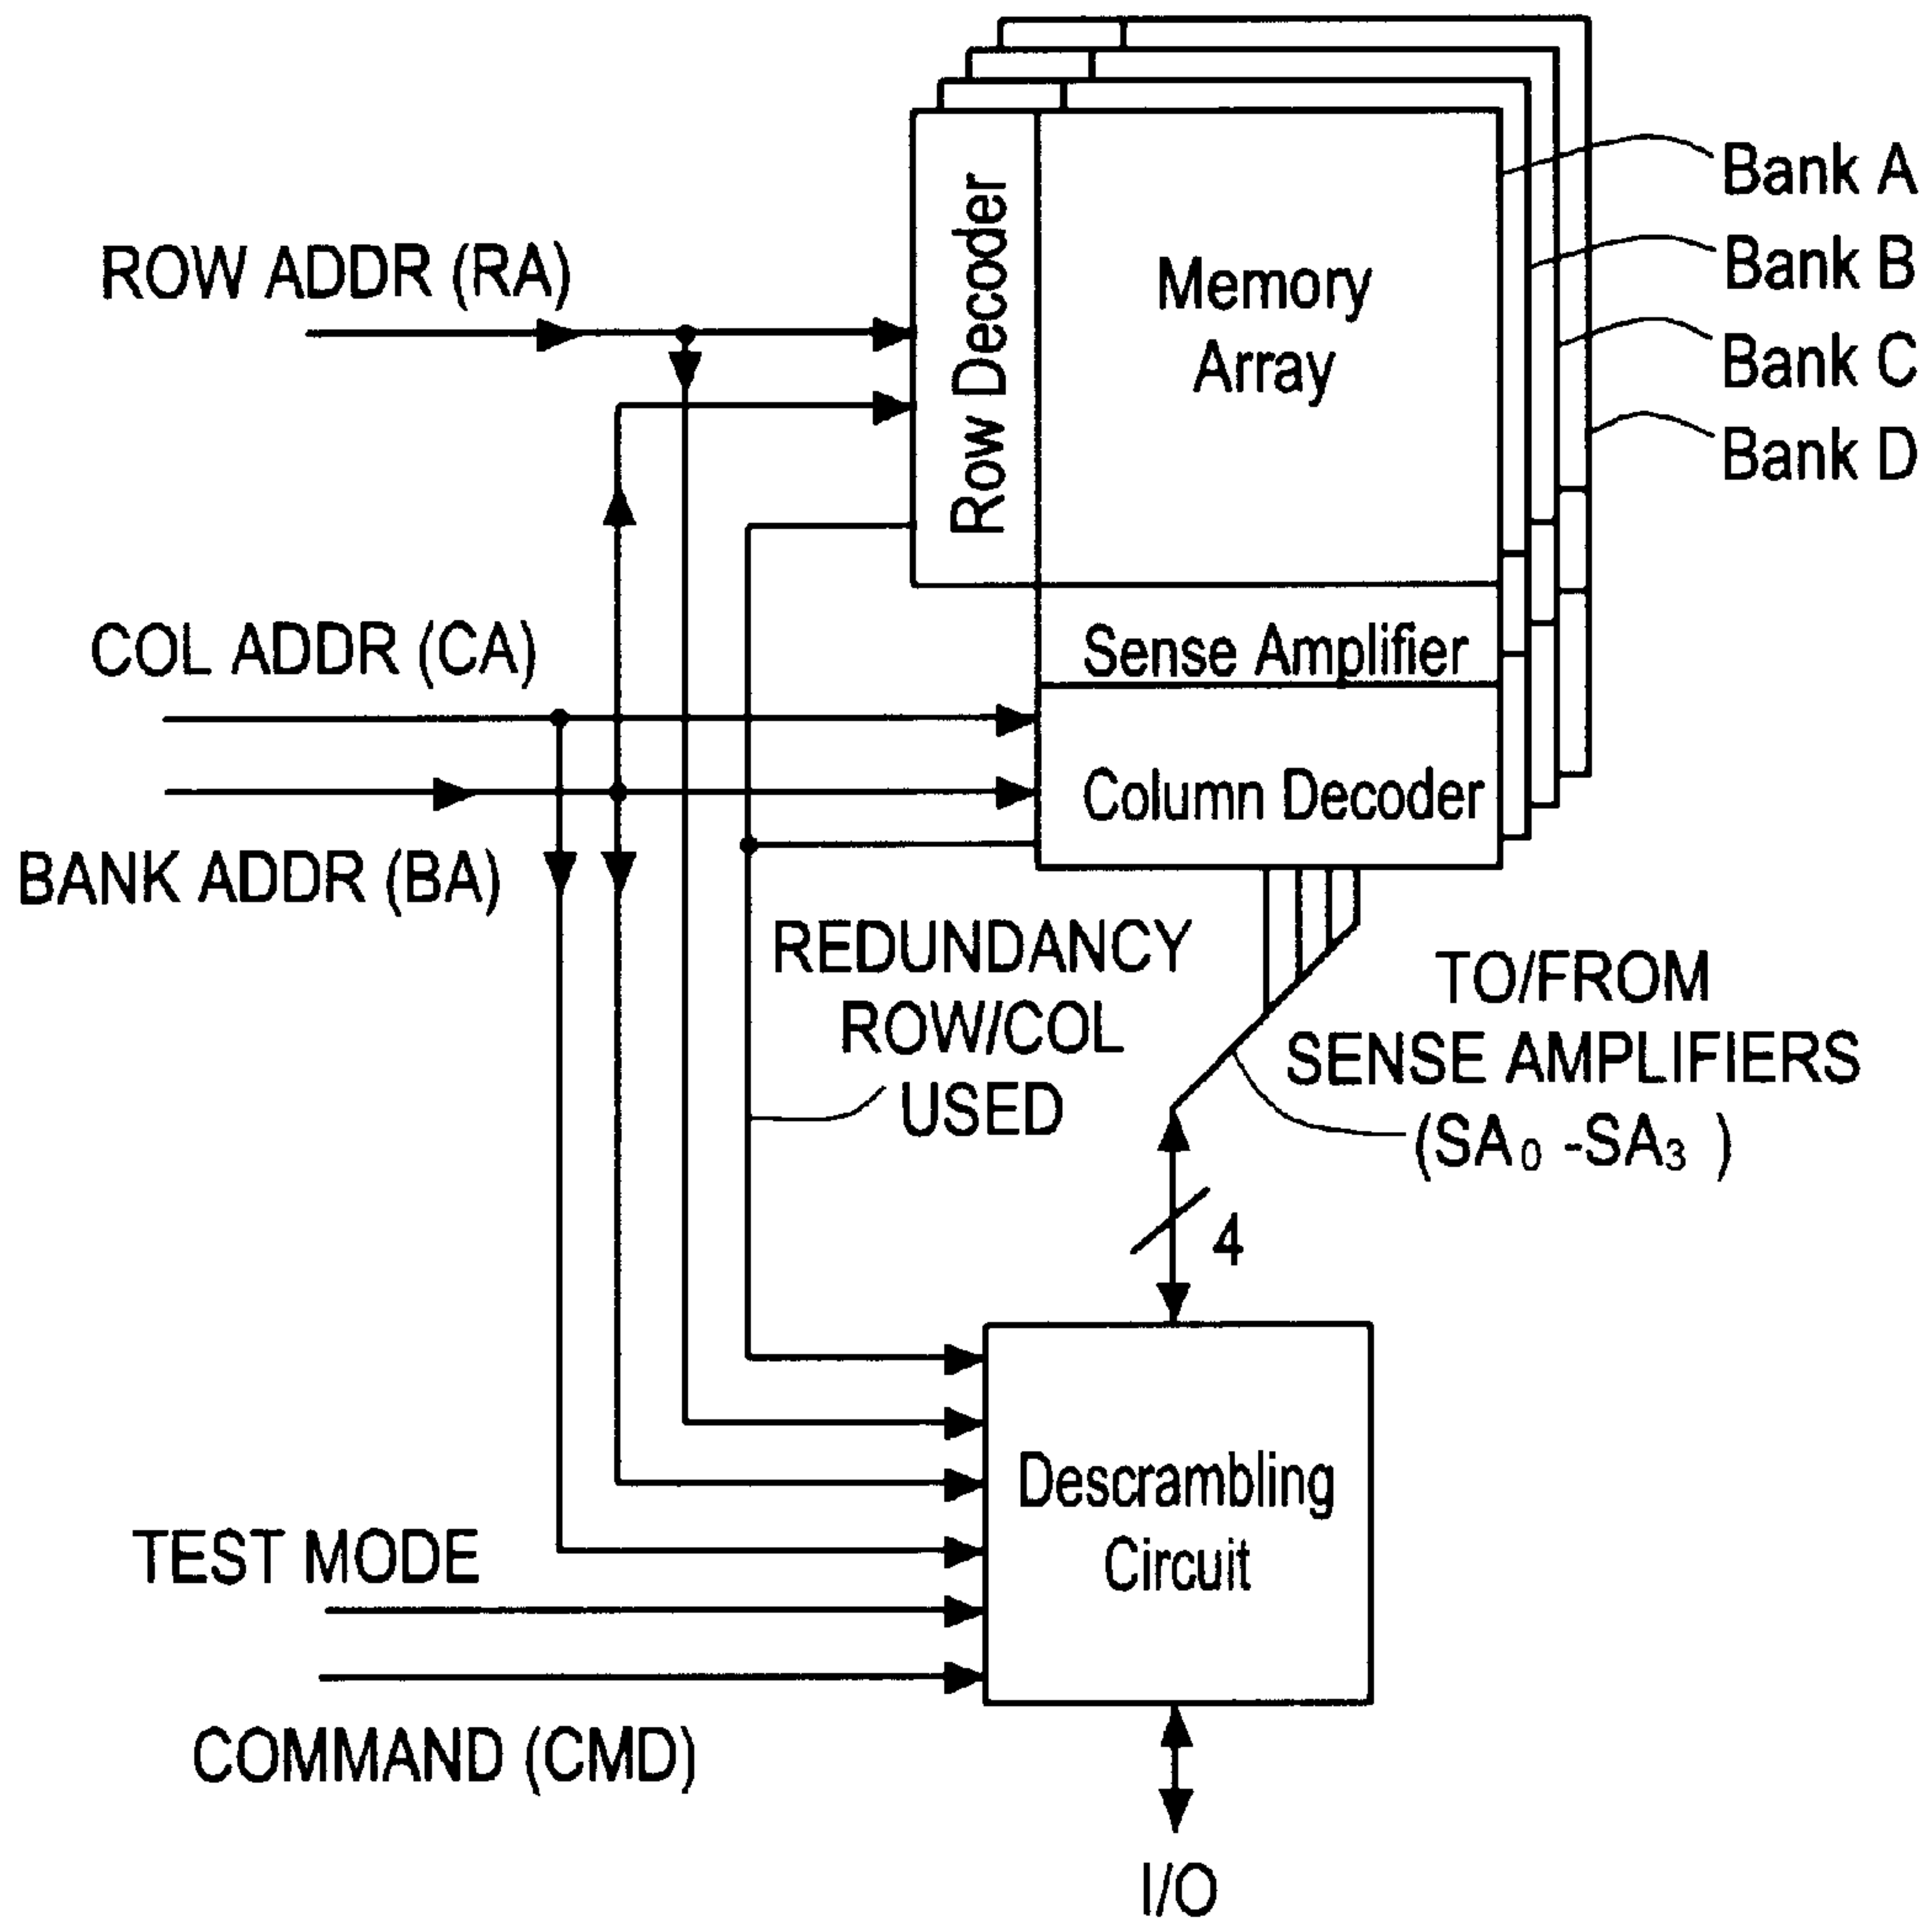 Bank A
Bank B
Bank C
Bank D
Row Decoder
Memory
Array
ROW ADDR (RA)
COL ADDR (CA)
Sense Amplifier
Column Decoder
BANK ADDR (BA)
REDUNDANCY
ROW/COL
USED
TO/FROM
SENSE AMPLIFIERS
(SA0 -SA3 )
4
Descrambling
Circuit
TEST MODE
COMMAND (CMD)
I/O